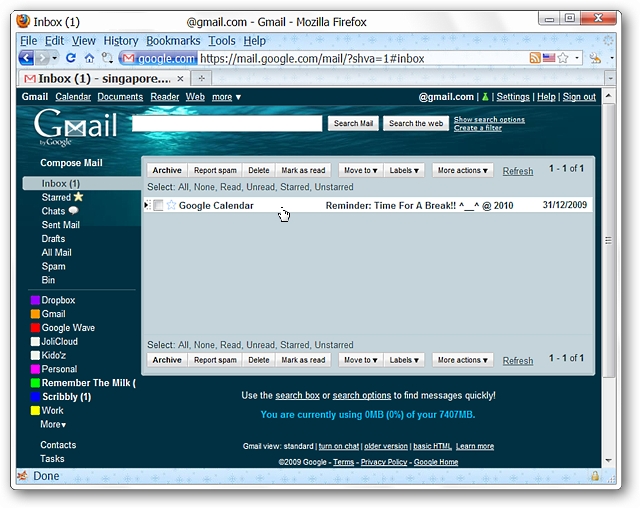 Inbox (1) @gmail.com - Gmail - Mozilla Firefox
File Edit View History Bookmarks Tools Help
google.com https://mail.google.com/mail/?shva=1#inbox
Inbox (1) - singapore....
Gmail Calendar Documents Reader Web more ▼ @gmail.com | Settings | Help | Sign out
Gmail by Google Search Mail Search the web Show search options
Create a filter
Compose Mail
Inbox (1)
Starred
Chats
Sent Mail
Drafts
All Mail
Spam
Bin
Dropbox
Gmail
Google Wave
JoliCloud
Kido'z
Personal
Remember The Milk (
Scribbly (1)
Work
More▾
Contacts
Tasks
Archive Report spam Delete Mark as read Move to ▼ Labels ▼ More actions ▼ Refresh 1 - 1 of 1
Select: All, None, Read, Unread, Starred, Unstarred
Google Calendar Reminder: Time For A Break!! ^__^ @ 2010 31/12/2009
Select: All, None, Read, Unread, Starred, Unstarred
Archive Report spam Delete Mark as read Move to ▼ Labels ▼ More actions ▼ Refresh 1 - 1 of 1
Use the search box or search options to find messages quickly!
You are currently using 0MB (0%) of your 7407MB.
Gmail view: standard | turn on chat | older version | basic HTML Learn more
©2009 Google - Terms - Privacy Policy - Google Home
Done